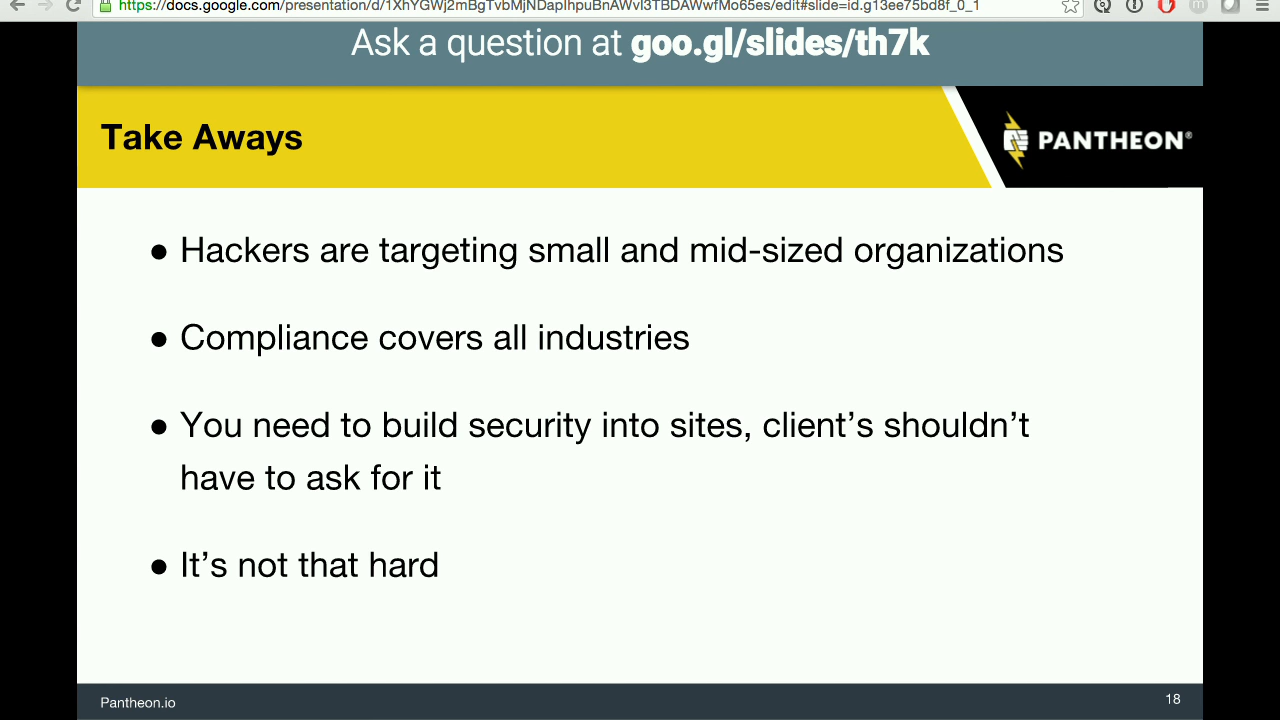 https://docs.google.com/presentation/d/1XhYGWj2mBgTvbMjNDapIhpuBnAWvl3TBDAWwfMo65es/edit#slide=id.g13ee75bd8f_0_1
Ask a question at goo.gl/slides/th7k
Take Aways
PANTHEON®
● Hackers are targeting small and mid-sized organizations
● Compliance covers all industries
● You need to build security into sites, client’s shouldn’t
have to ask for it
● It’s not that hard
Pantheon.io
18